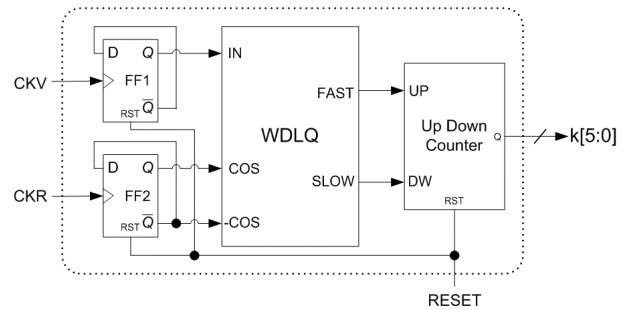 D Q
CKV
FF1
RST Q
IN
FAST
UP
WDLQ
Up Down
Counter
Q
k[5:0]
D Q
COS
SLOW
DW
CKR
FF2
RST Q
-COS
RST
RESET